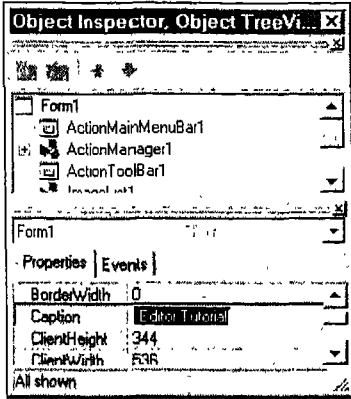 Object Inspector, Object TreeVi...
Form1
ActionMainMenuBar1
ActionManager1
ActionToolBar1
ImageList1
Form1
Properties Events
BorderWidth 0
Caption Editor Tutorial
ClientHeight 344
ClientWidth 536
All shown